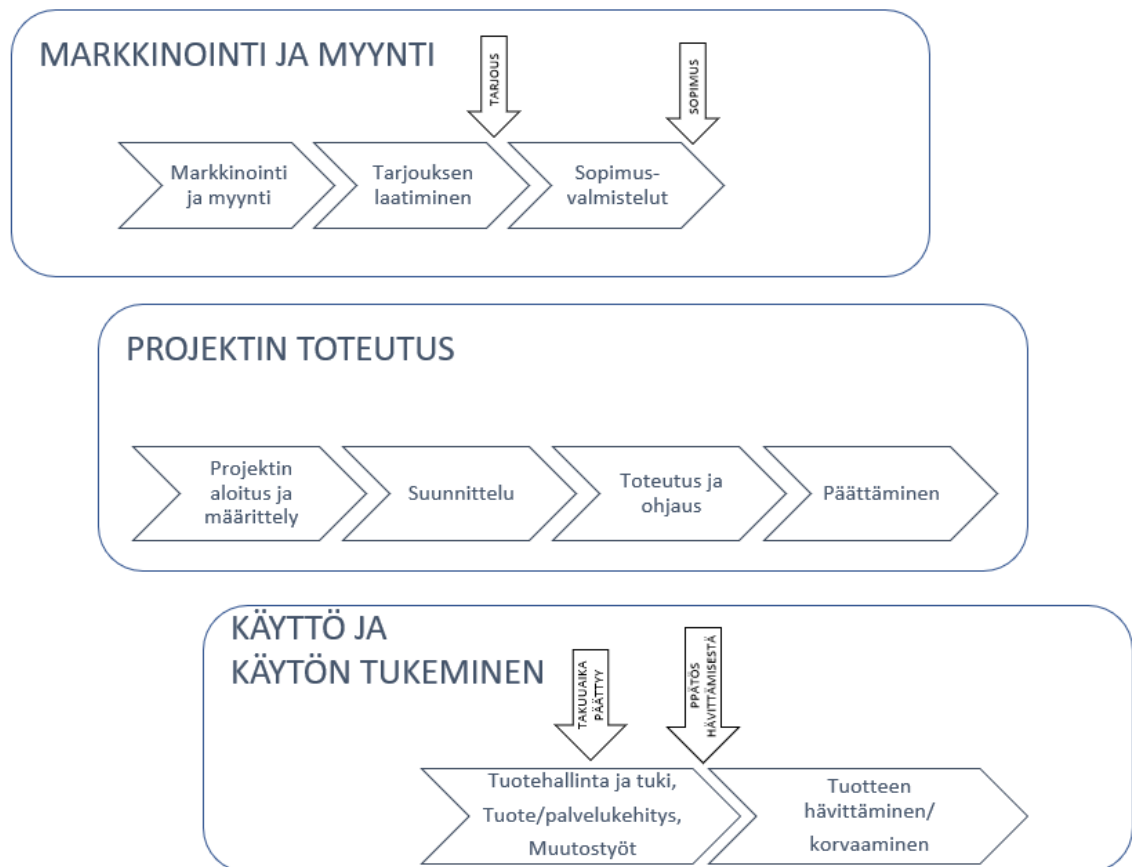 MARKKINOINTI JA MYYNTI
TARJOUS
SOPIMUS
Markkinointi
ja myynti
Tarjouksen
laatiminen
Sopimus-
valmistelut
PROJEKTIN TOTEUTUS
Projektin
aloitus ja
määrittely
Suunnittelu
Toteutus ja
ohjaus
Päättäminen
KÄYTTÖ JA
KÄYTÖN TUKEMINEN
TAKUUAIKA
PÄÄTTYY
PPÄTÖS
HÄVITTÄMISESTÄ
Tuotehallinta ja tuki,
Tuote/palvelukehitys,
Muutostyöt
Tuotteen
hävittäminen/
korvaaminen